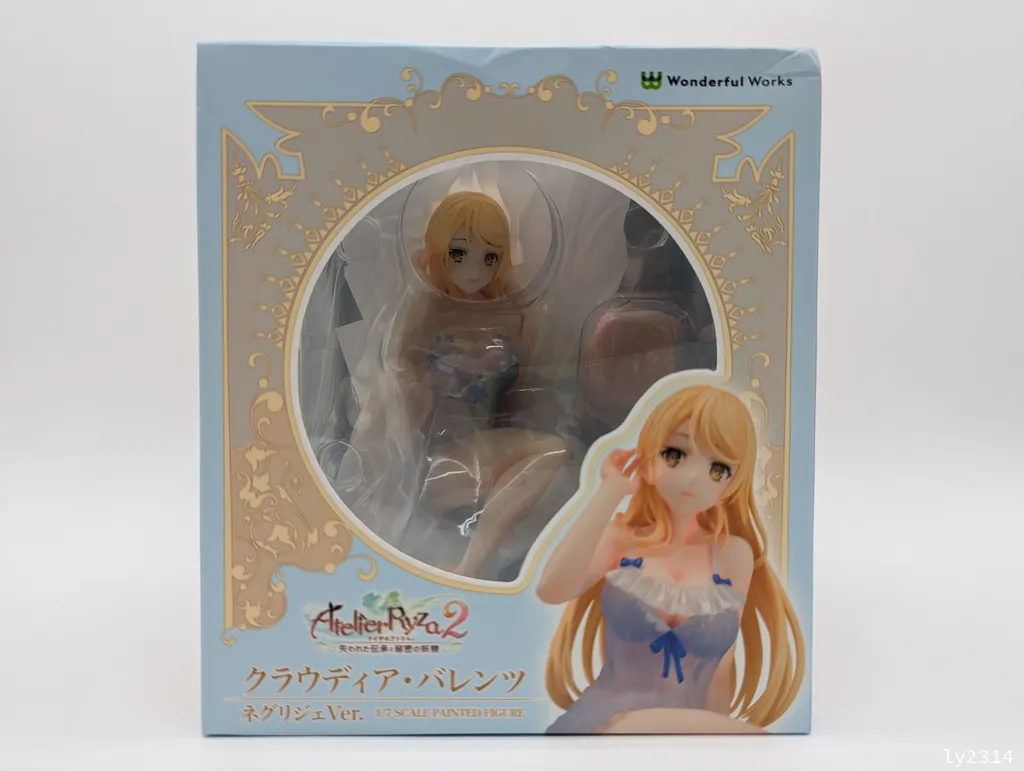 Wonderful Works
Atelier Ryza 2
ライザのアトリエ
失われた伝承と秘密の妖精
クラウディア・バレンツ
ネグリジェVer. 1/7 SCALE PAINTED FIGURE
ly2314